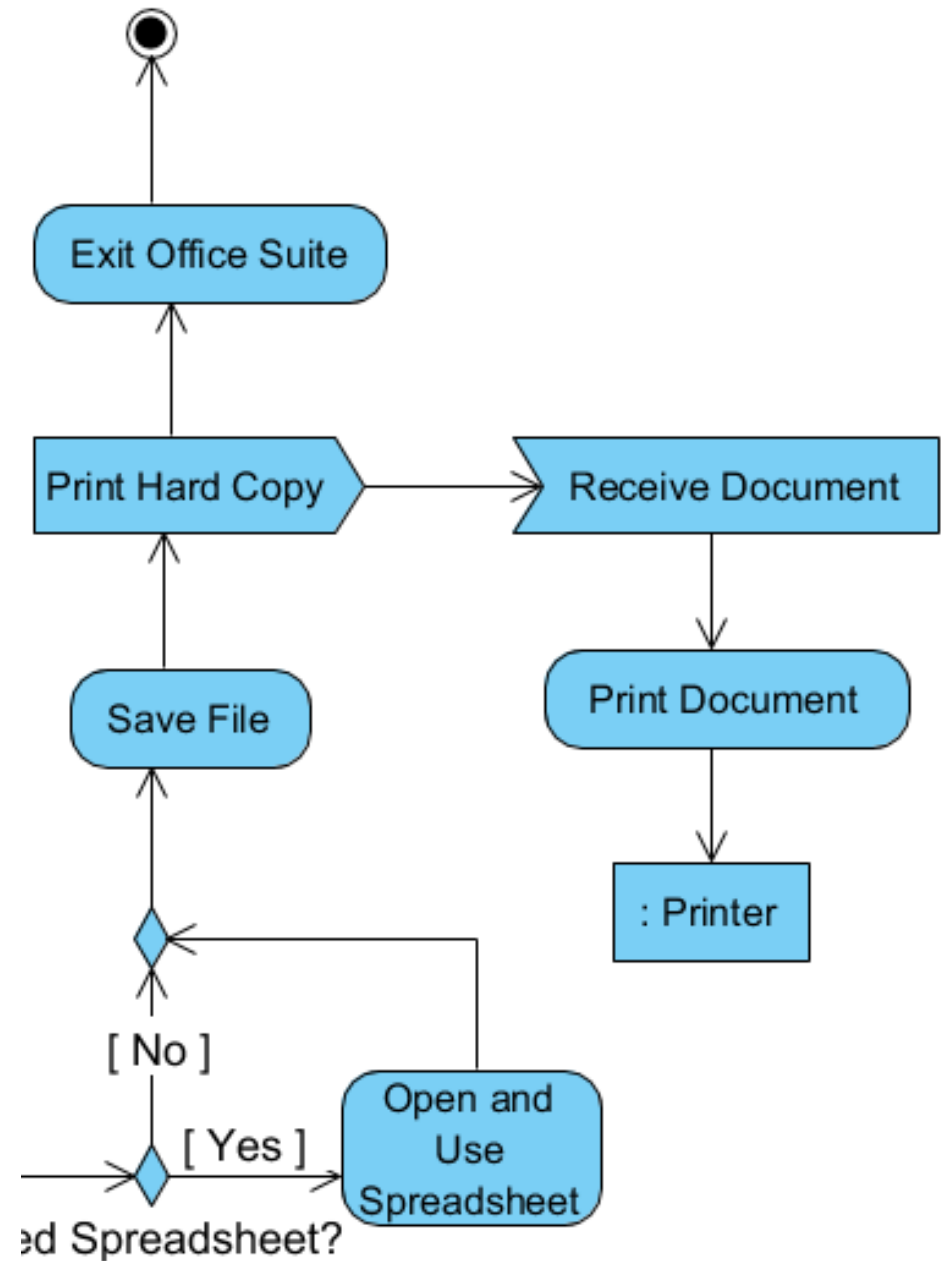 Exit Office Suite
Print Hard Copy
Receive Document
Save File
Print Document
: Printer
[ No ]
[ Yes ]
Open and
Use
Spreadsheet
ed Spreadsheet?